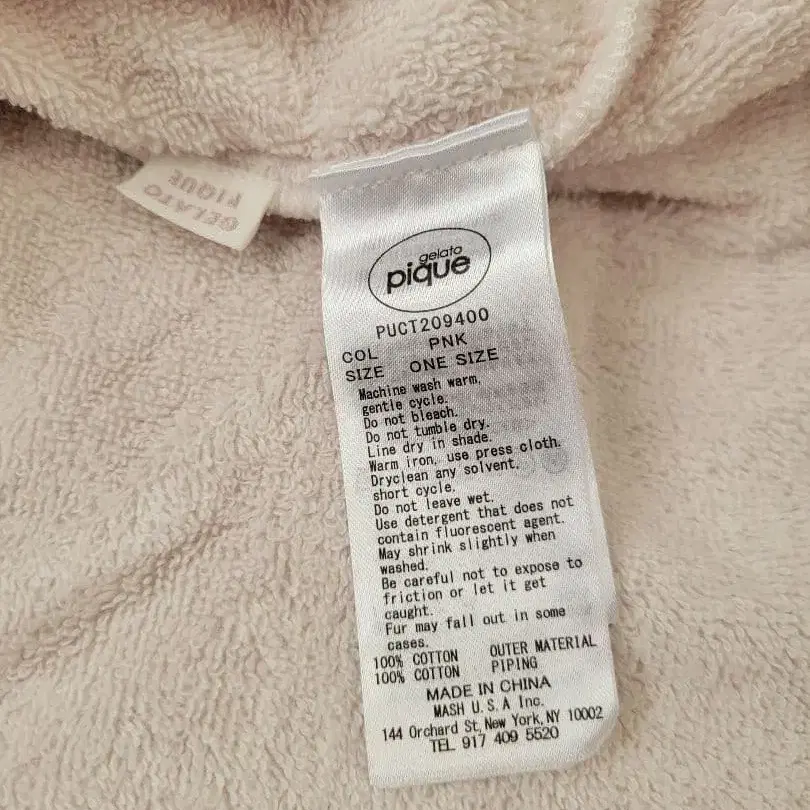 GELATO
PIQUE
gelato
pique
PUCT209400
COL PNK
SIZE ONE SIZE
Machine wash warm,
gentle cycle.
Do not bleach.
Do not tumble dry.
Line dry in shade.
Warm iron, use press cloth.
Dryclean any solvent.
short cycle.
Do not leave wet.
Use detergent that does not
contain fluorescent agent.
May shrink slightly when
washed.
Be careful not to expose to
friction or let it get
caught.
Fur may fall out in some
cases.
100% COTTON OUTER MATERIAL
100% COTTON PIPING
MADE IN CHINA
MASH U.S.A Inc.
144 Orchard St, New York, NY 10002
TEL 917 409 5520